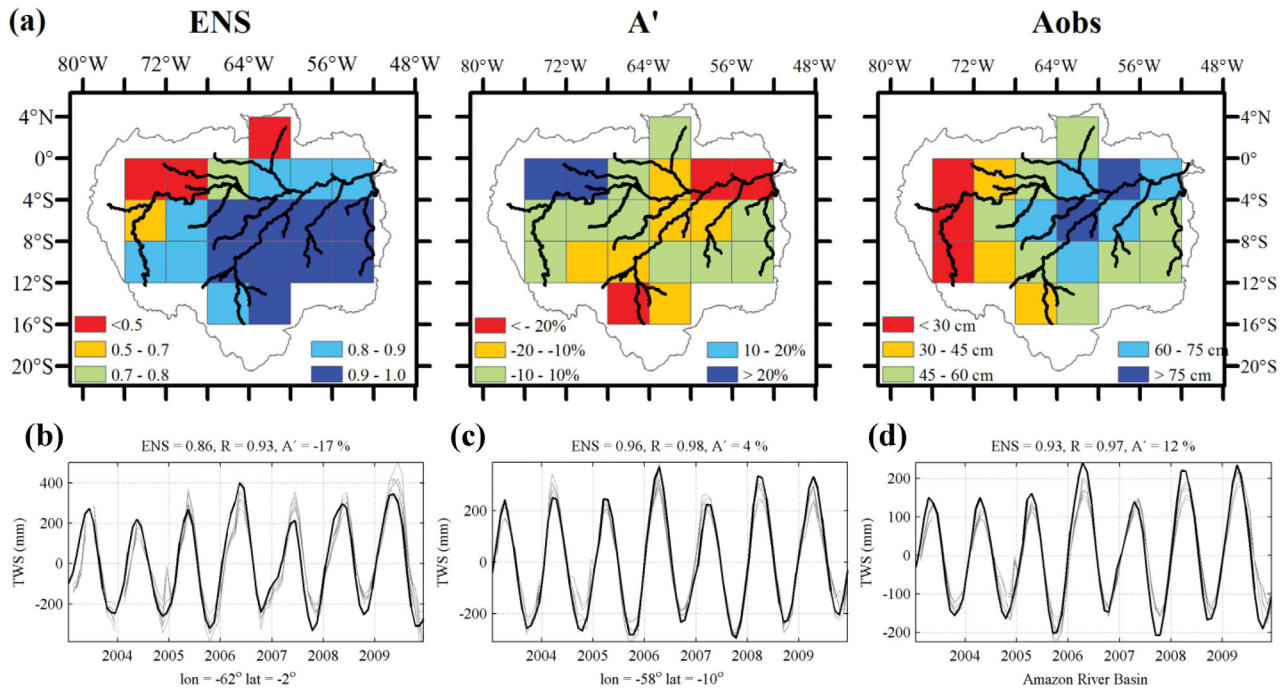 (a) ENS A' Aobs
80°W 72°W 64°W 56°W 48°W 80°W 72°W 64°W 56°W 48°W 80°W 72°W 64°W 56°W 48°W
4°N 4°N
0° 0°
4°S 4°S
8°S 8°S
12°S 12°S
16°S 16°S
20°S 20°S
<0.5
0.5 - 0.7
0.7 - 0.8
0.8 - 0.9
0.9 - 1.0
< - 20%
-20 - -10%
-10 - 10%
10 - 20%
> 20%
< 30 cm
30 - 45 cm
45 - 60 cm
60 - 75 cm
> 75 cm
(b)
ENS = 0.86, R = 0.93, A´ = -17 %
TWS (mm)
400
200
0
-200
2004 2005 2006 2007 2008 2009
lon = -62° lat = -2°
(c)
ENS = 0.96, R = 0.98, A´ = 4 %
TWS (mm)
200
0
-200
2004 2005 2006 2007 2008 2009
lon = -58° lat = -10°
(d)
ENS = 0.93, R = 0.97, A´ = 12 %
TWS (mm)
200
100
0
-100
-200
2004 2005 2006 2007 2008 2009
Amazon River Basin